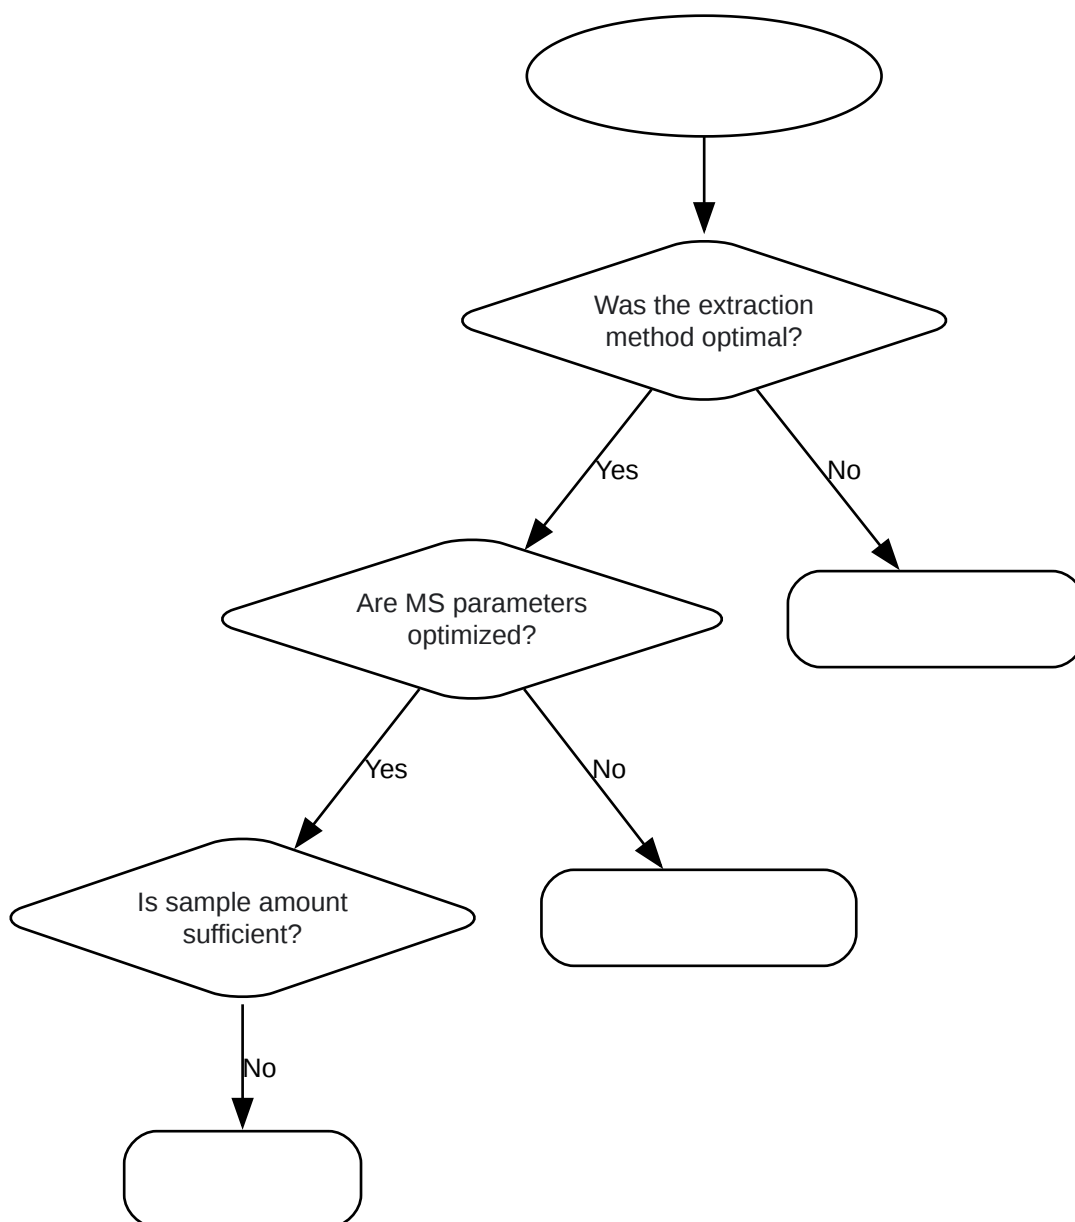 Was the extraction
method optimal?
Yes
No
Are MS parameters
optimized?
Yes
No
Is sample amount
sufficient?
No